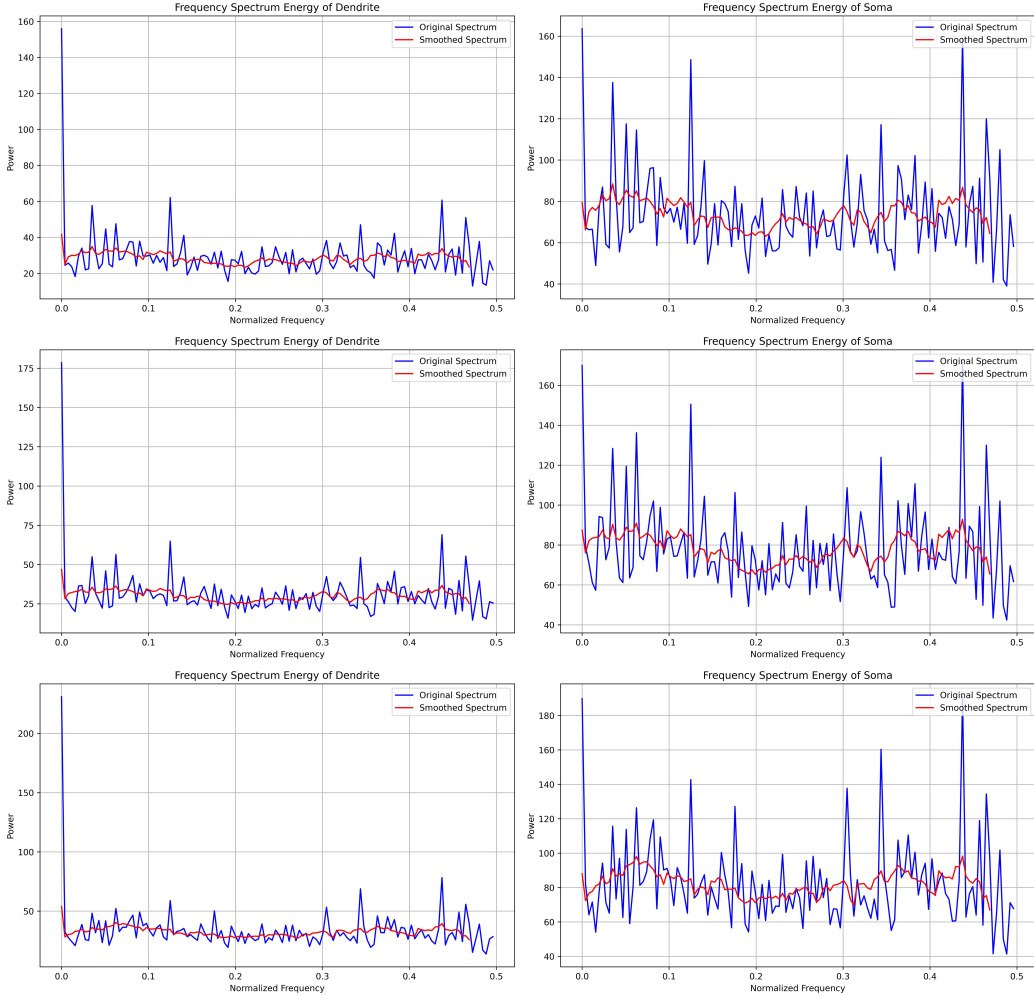 Frequency Spectrum Energy of Dendrite
Original Spectrum
Smoothed Spectrum
160
140
120
100
80
60
40
20
Power
0.0 0.1 0.2 0.3 0.4 0.5
Normalized Frequency
Frequency Spectrum Energy of Soma
Original Spectrum
Smoothed Spectrum
160
140
120
100
80
60
40
Power
0.0 0.1 0.2 0.3 0.4 0.5
Normalized Frequency
Frequency Spectrum Energy of Dendrite
Original Spectrum
Smoothed Spectrum
175
150
125
100
75
50
25
Power
0.0 0.1 0.2 0.3 0.4 0.5
Normalized Frequency
Frequency Spectrum Energy of Soma
Original Spectrum
Smoothed Spectrum
160
140
120
100
80
60
40
Power
0.0 0.1 0.2 0.3 0.4 0.5
Normalized Frequency
Frequency Spectrum Energy of Dendrite
Original Spectrum
Smoothed Spectrum
200
150
100
50
Power
0.0 0.1 0.2 0.3 0.4 0.5
Normalized Frequency
Frequency Spectrum Energy of Soma
Original Spectrum
Smoothed Spectrum
180
160
140
120
100
80
60
40
Power
0.0 0.1 0.2 0.3 0.4 0.5
Normalized Frequency